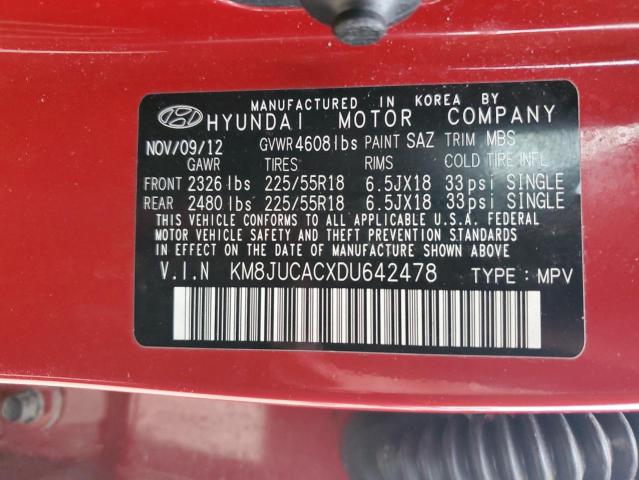 MANUFACTURED IN KOREA BY
HYUNDAI MOTOR COMPANY
NOV/09/12 GVWR 4608lbs PAINT SAZ TRIM MBS
GAWR TIRES RIMS COLD TIRE INFL
FRONT 2326 lbs 225/55R18 6.5JX18 33psi SINGLE
REAR 2480 lbs 225/55R18 6.5JX18 33psi SINGLE
THIS VEHICLE CONFORMS TO ALL APPLICABLE U.S.A. FEDERAL
MOTOR VEHICLE SAFETY AND THEFT PREVENTION STANDARDS
IN EFFECT ON THE DATE OF MANUFACTURE SHOWN ABOVE
V.I.N KM8JUCACXDU642478 TYPE : MPV